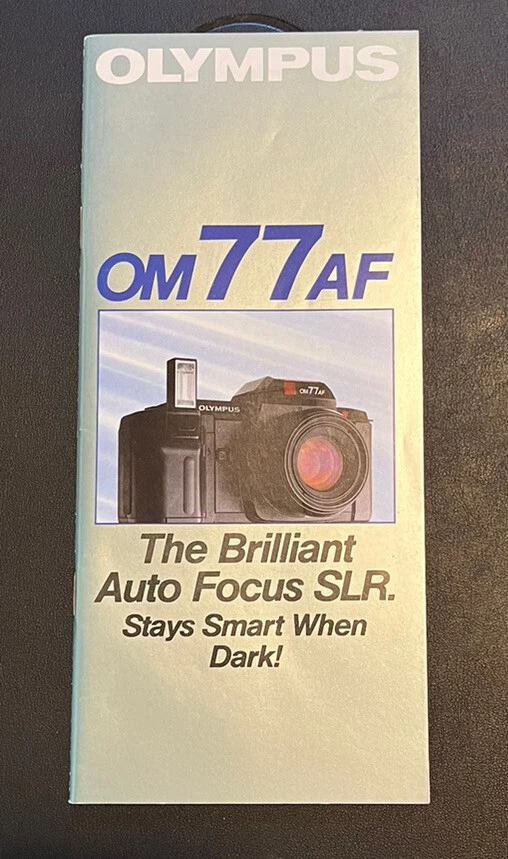 OLYMPUS
OM77AF
OLYMPUS
OM77AF
The Brilliant
Auto Focus SLR.
Stays Smart When
Dark!